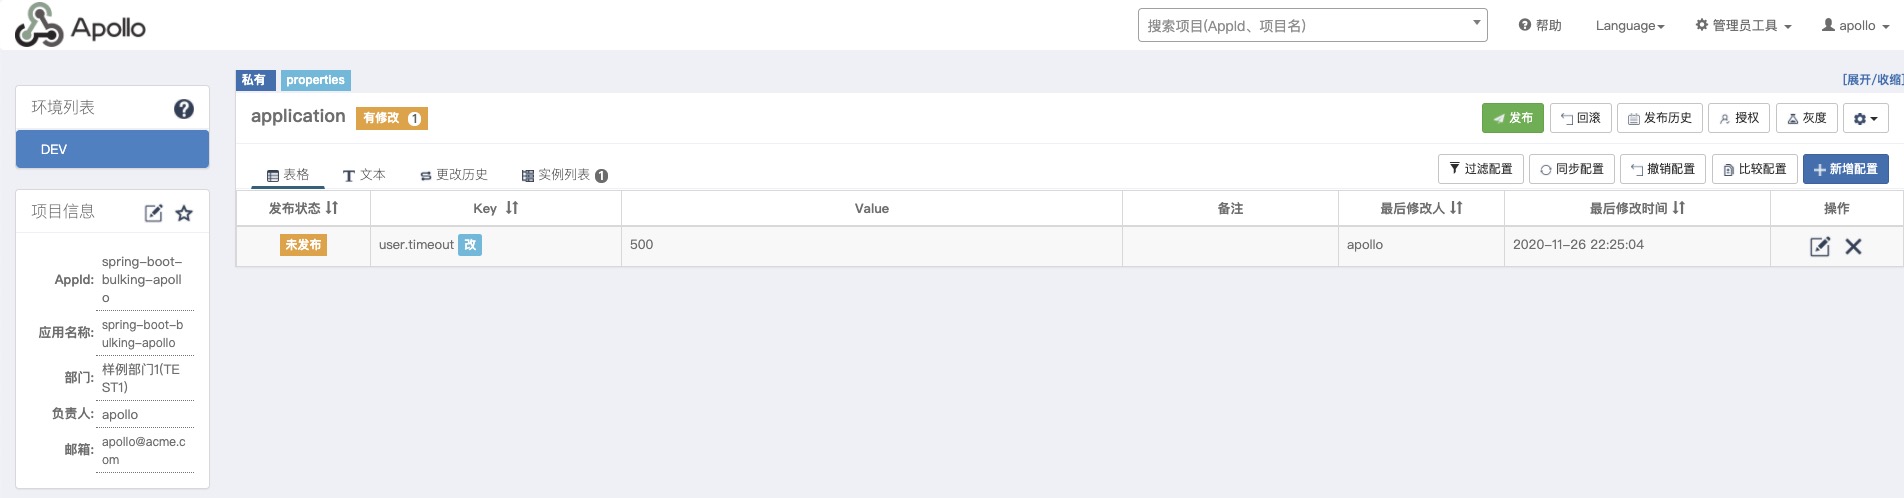 Apollo
搜索项目(AppId、项目名)
帮助
Language
管理员工具
apollo
环境列表
DEV
项目信息
AppId:
spring-boot-
bulking-apoll
o
应用名称:
spring-boot-b
ulking-apollo
部门:
样例部门1(TE
ST1)
负责人:
apollo
邮箱:
apollo@acme.c
om
私有 properties
[展开/收缩]
application 有修改 1
发布 回滚 发布历史 授权 灰度
表格 文本 更改历史 实例列表 1
过滤配置 同步配置 撤销配置 比较配置 新增配置
发布状态 Key Value 备注 最后修改人 最后修改时间 操作
未发布 user.timeout 改 500 apollo 2020-11-26 22:25:04